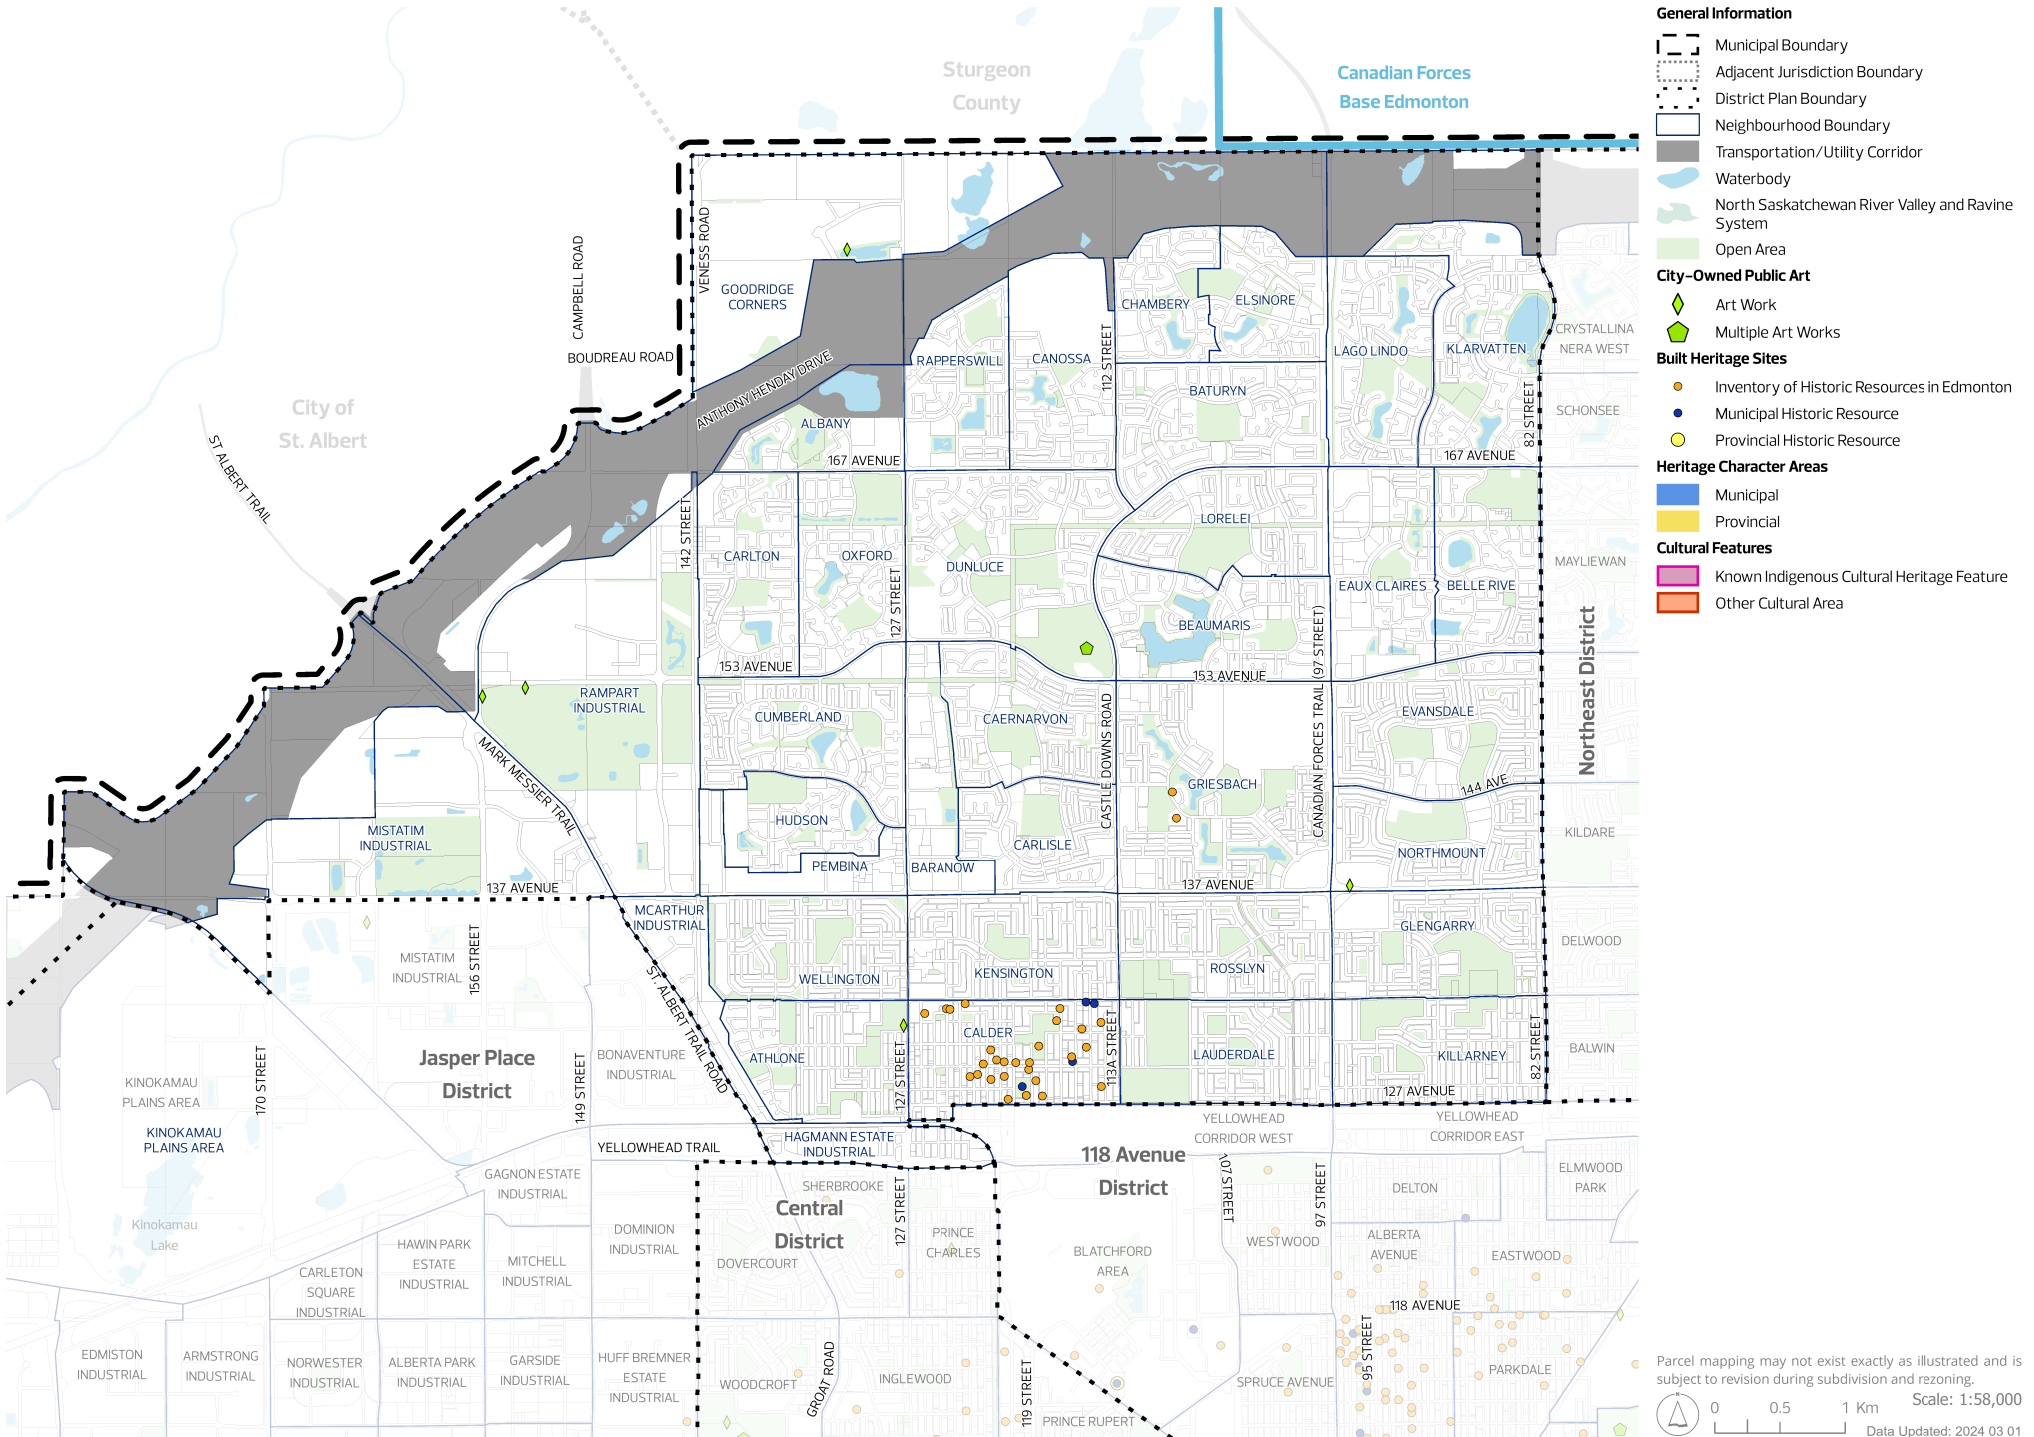 Sturgeon
County
Canadian Forces
Base Edmonton
City of
St. Albert
CAMPBELL ROAD
BOUDREAU ROAD
VENESS ROAD
ST ALBERT TRAIL
ANTHONY HENDAY DRIVE
GOODRIDGE
CORNERS
RAPPERSWILL
CANOSSA
112 STREET
CHAMBERY
ELSINORE
LAGO LINDO
KLARVATTEN
CRYSTALLINA
NERA WEST
BATURYN
82 STREET
SCHONSEE
ALBANY
167 AVENUE
167 AVENUE
142 STREET
CARLTON
OXFORD
127 STREET
DUNLUCE
LORELEI
EAUX CLAIRES
BELLE RIVE
MAYLIEWAN
BEAUMARIS
153 AVENUE
153 AVENUE
CANADIAN FORCES TRAIL (97 STREET)
Northeast District
RAMPART
INDUSTRIAL
CUMBERLAND
CAERNARVON
CASTLE DOWNS ROAD
EVANSDALE
MARK MESSIER TRAIL
GRIESBACH
144 AVE
MISTATIM
INDUSTRIAL
HUDSON
CARLISLE
KILDARE
PEMBINA
BARANOW
NORTHMOUNT
137 AVENUE
137 AVENUE
MCARTHUR
INDUSTRIAL
GLENGARRY
DELWOOD
MISTATIM
INDUSTRIAL
156 STREET
WELLINGTON
KENSINGTON
ROSSLYN
ST. ALBERT TRAIL ROAD
CALDER
113A STREET
ATHLONE
127 STREET
LAUDERDALE
KILLARNEY
82 STREET
BALWIN
Jasper Place
District
BONAVENTURE
INDUSTRIAL
170 STREET
149 STREET
KINOKAMAU
PLAINS AREA
KINOKAMAU
PLAINS AREA
127 AVENUE
YELLOWHEAD
CORRIDOR WEST
YELLOWHEAD
CORRIDOR EAST
YELLOWHEAD TRAIL
HAGMANN ESTATE
INDUSTRIAL
118 Avenue
District
GAGNON ESTATE
INDUSTRIAL
SHERBROOKE
Central
District
127 STREET
107 STREET
97 STREET
DELTON
ELMWOOD
PARK
Kinokamau
Lake
HAWIN PARK
ESTATE
INDUSTRIAL
DOMINION
INDUSTRIAL
MITCHELL
INDUSTRIAL
DOVERCOURT
PRINCE
CHARLES
BLATCHFORD
AREA
WESTWOOD
ALBERTA
AVENUE
EASTWOOD
CARLETON
SQUARE
INDUSTRIAL
118 AVENUE
EDMISTON
INDUSTRIAL
ARMSTRONG
INDUSTRIAL
NORWESTER
INDUSTRIAL
ALBERTA PARK
INDUSTRIAL
GARSIDE
INDUSTRIAL
HUFF BREMNER
ESTATE
INDUSTRIAL
WOODCROFT
GROAT ROAD
INGLEWOOD
119 STREET
PRINCE RUPERT
SPRUCE AVENUE
95 STREET
PARKDALE
General Information
Municipal Boundary
Adjacent Jurisdiction Boundary
District Plan Boundary
Neighbourhood Boundary
Transportation/Utility Corridor
Waterbody
North Saskatchewan River Valley and Ravine
System
Open Area
City-Owned Public Art
Art Work
Multiple Art Works
Built Heritage Sites
Inventory of Historic Resources in Edmonton
Municipal Historic Resource
Provincial Historic Resource
Heritage Character Areas
Municipal
Provincial
Cultural Features
Known Indigenous Cultural Heritage Feature
Other Cultural Area
Parcel mapping may not exist exactly as illustrated and is
subject to revision during subdivision and rezoning.
Scale: 1:58,000
N
0 0.5 1 Km
Data Updated: 2024 03 01